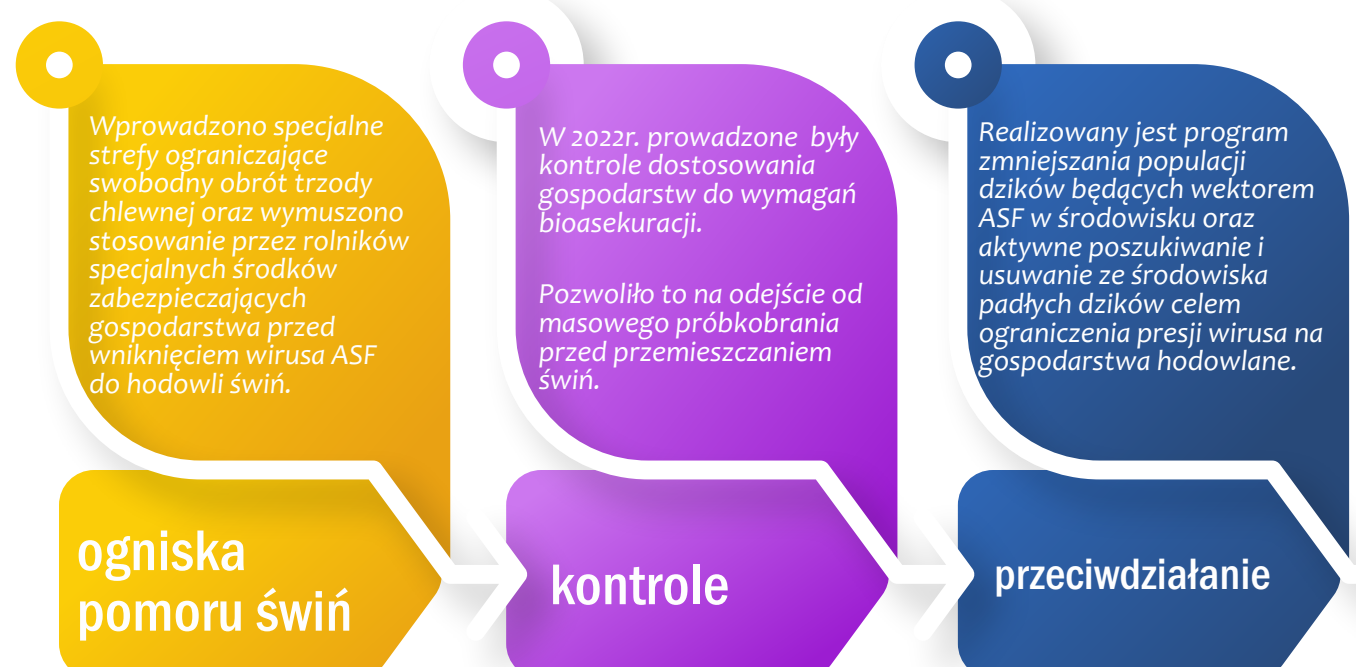 Wprowadzono specjalne
strefy ograniczające
swobodny obrót trzody
chlewnej oraz wymuszono
stosowanie przez rolników
specjalnych środków
zabezpieczających
gospodarstwa przed
wniknięciem wirusa ASF
do hodowli świń.
ogniska
pomoru świń
W 2022r. prowadzone były
kontrole dostosowania
gospodarstw do wymagań
bioasekuracji.
Pozwoliło to na odejście od
masowego próbkobrania
przed przemieszczaniem
świń.
kontrole
Realizowany jest program
zmniejszania populacji
dzików będących wektorem
ASF w środowisku oraz
aktywne poszukiwanie i
usuwanie ze środowiska
padłych dzików celem
ograniczenia presji wirusa na
gospodarstwa hodowlane.
przeciwdziałanie